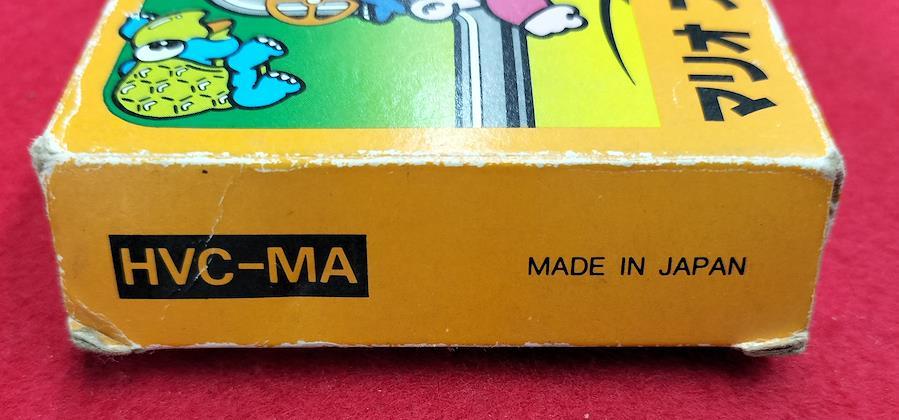 マリオ
HVC-MA
MADE IN JAPAN